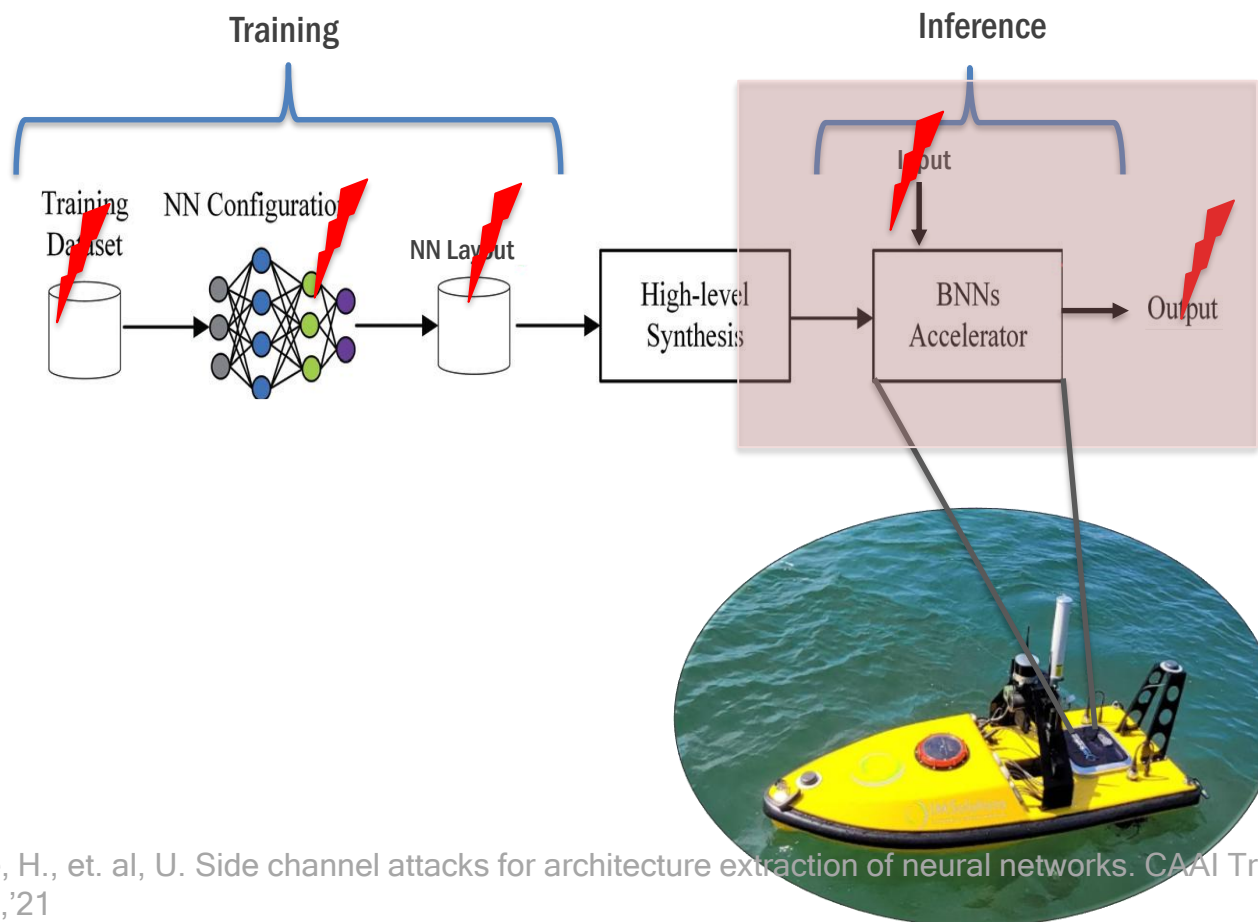 Training
Inference
Training
Dataset
NN Configuration
NN Layout
Input
High-level
Synthesis
BNNs
Accelerator
Output
, H., et. al, U. Side channel attacks for architecture extraction of neural networks. CAAI Tr
,'21